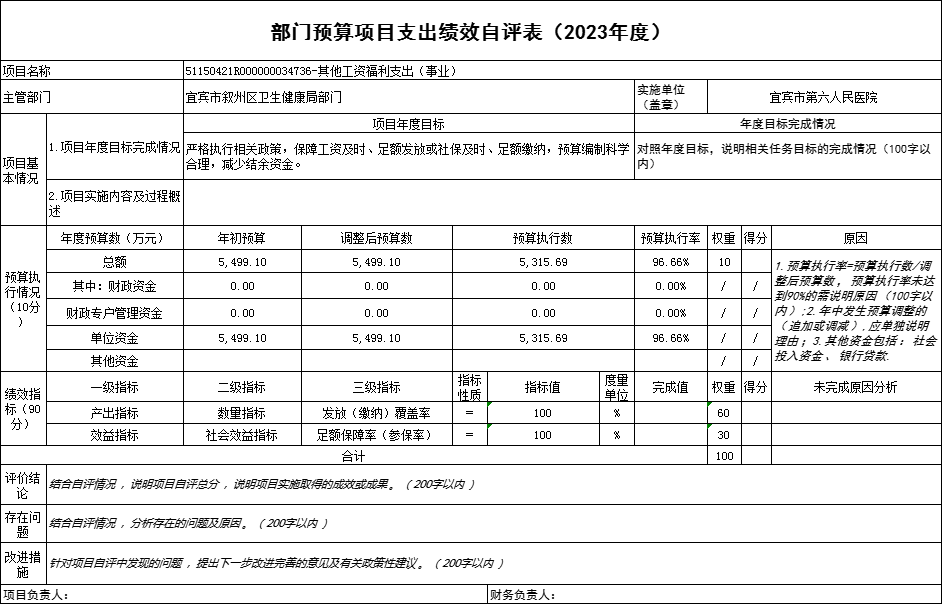 部门预算项目支出绩效自评表（2023年度）
项目名称 51150421R000000034736-其他工资福利支出（事业）
主管部门 宜宾市叙州区卫生健康局部门 实施单位（盖章） 宜宾市第六人民医院
项目基本情况 1.项目年度目标完成情况 项目年度目标 年度目标完成情况
严格执行相关政策，保障工资及时、足额发放或社保及时、足额缴纳，预算编制科学
合理，减少结余资金。
对照年度目标，说明相关任务目标的完成情况（100字以
内）
2.项目实施内容及过程概
述
预算执行情况（10分） 年度预算数（万元） 年初预算 调整后预算数 预算执行数 预算执行率 权重 得分 原因
总额 5,499.10 5,499.10 5,315.69 96.66% 10
其中：财政资金 0.00 0.00 0.00 0.00% / /
财政专户管理资金 0.00 0.00 0.00 0.00% / /
单位资金 5,499.10 5,499.10 5,315.69 96.66% / /
其他资金 / /
1.预算执行率=预算执行数/调
整后预算数，预算执行率未达
到90%的需说明原因（100字以
内）;2.年中发生预算调整的
（追加或调减）,应单独说明
理由；3.其他资金包括：社会
投入资金、银行贷款.
绩效指标（90分） 一级指标 二级指标 三级指标 指标性质 指标值 度量单位 完成值 权重 得分 未完成原因分析
产出指标 数量指标 发放（缴纳）覆盖率 = 100 % 60
效益指标 社会效益指标 足额保障率（参保率） = 100 % 30
合计 100
评价结论 结合自评情况，说明项目自评总分，说明项目实施取得的成效或成果。（200字以内）
存在问题 结合自评情况，分析存在的问题及原因。（200字以内）
改进措施 针对项目自评中发现的问题，提出下一步改进完善的意见及有关政策性建议。（200字以内）
项目负责人： 财务负责人：